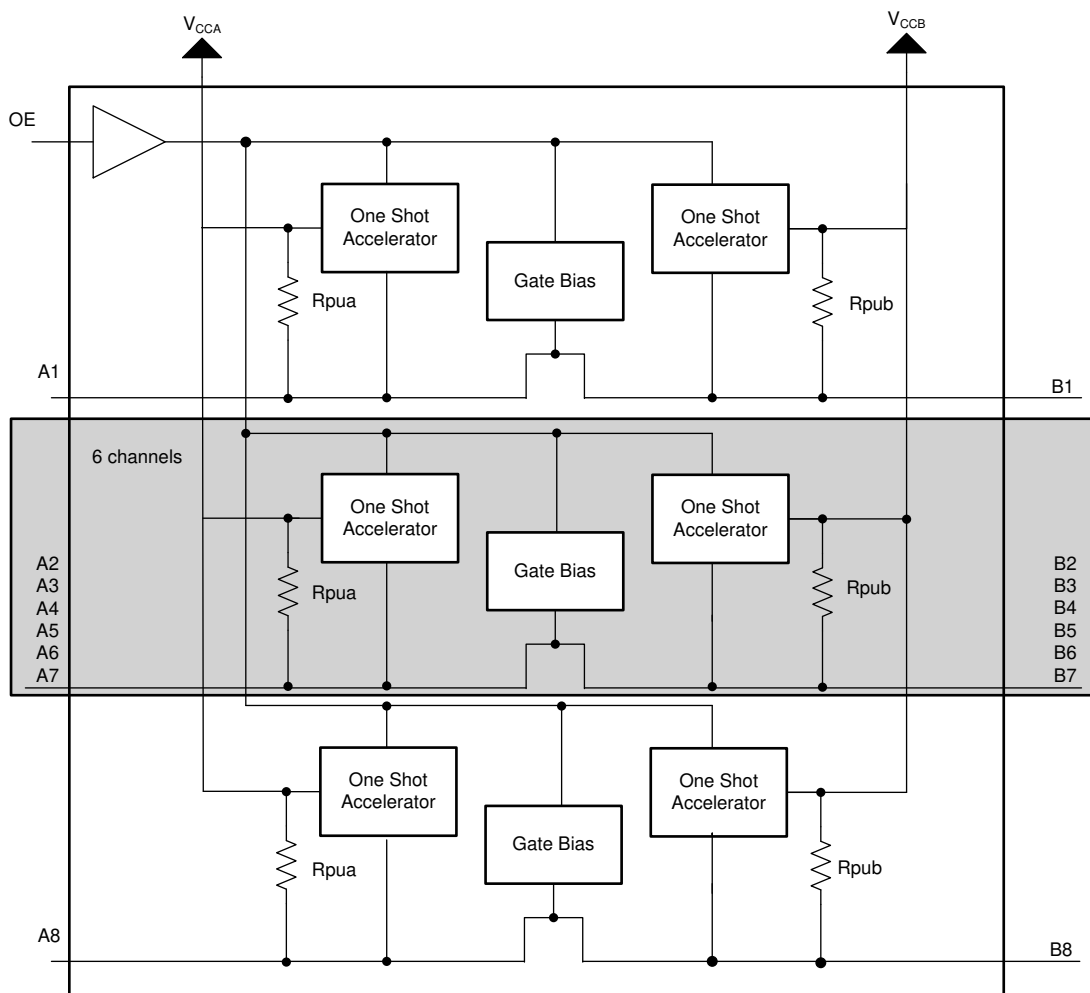 VCCA
VCCB
OE
One Shot
Accelerator
One Shot
Accelerator
Gate Bias
Rpua
Rpub
A1
B1
6 channels
One Shot
Accelerator
One Shot
Accelerator
Gate Bias
Rpua
Rpub
A2
A3
A4
A5
A6
A7
B2
B3
B4
B5
B6
B7
One Shot
Accelerator
One Shot
Accelerator
Gate Bias
Rpua
Rpub
A8
B8